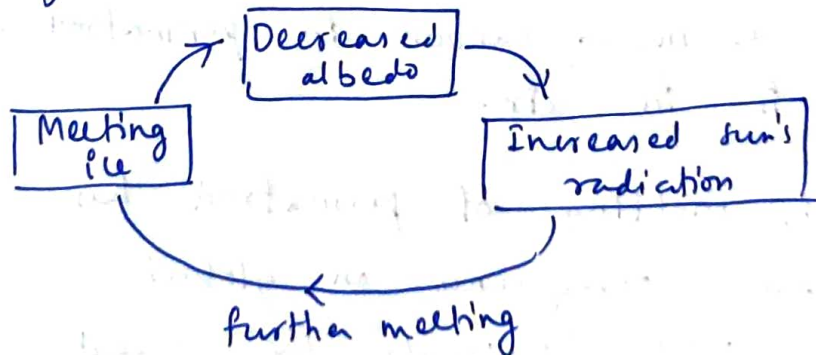 Decreased
albedo
Melting
ice
Increased sun's
radiation
further melting